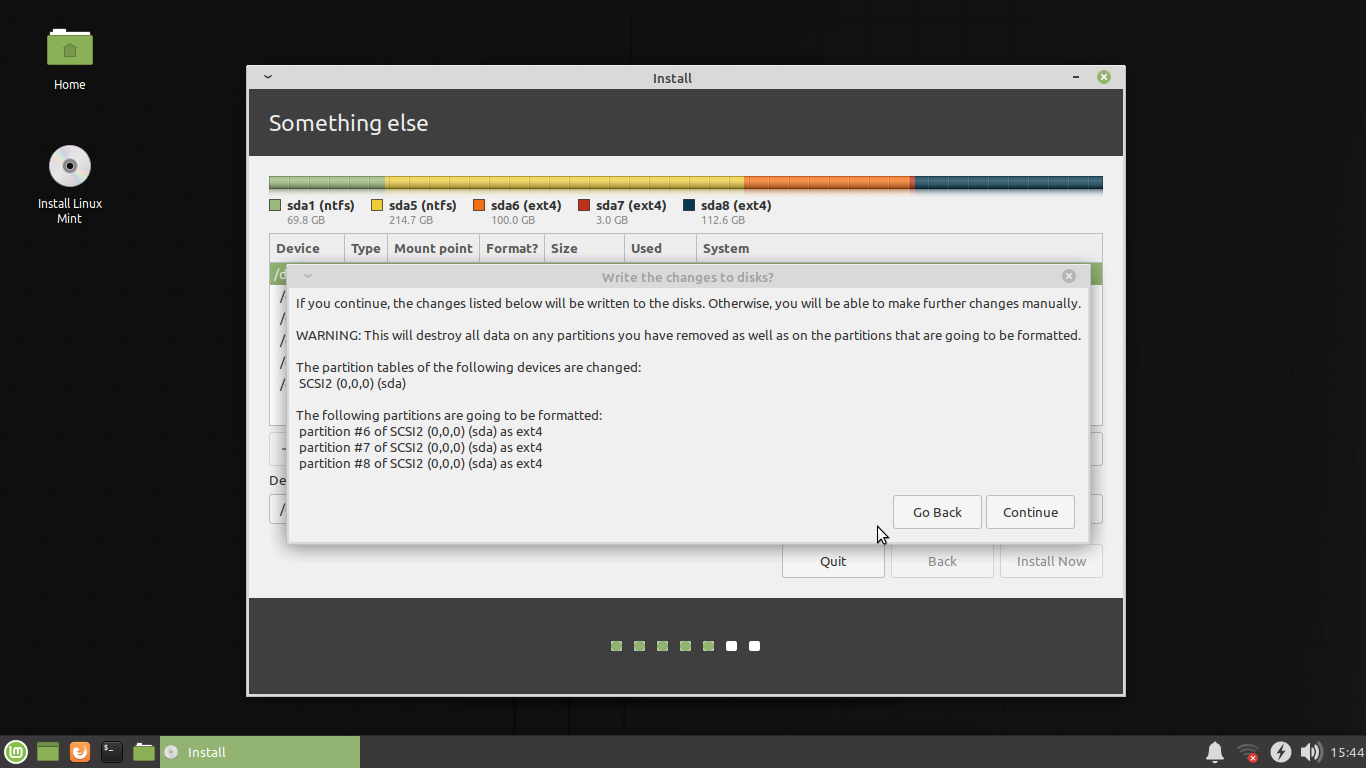 Home
Install Linux
Mint
Install
Something else
sda1 (ntfs)
69.8 GB
sda5 (ntfs)
214.7 GB
sda6 (ext4)
100.0 GB
sda7 (ext4)
3.0 GB
sda8 (ext4)
112.6 GB
Device Type Mount point Format? Size Used System
Write the changes to disks?
If you continue, the changes listed below will be written to the disks. Otherwise, you will be able to make further changes manually.
WARNING: This will destroy all data on any partitions you have removed as well as on the partitions that are going to be formatted.
The partition tables of the following devices are changed:
SCSI2 (0,0,0) (sda)
The following partitions are going to be formatted:
partition #6 of SCSI2 (0,0,0) (sda) as ext4
partition #7 of SCSI2 (0,0,0) (sda) as ext4
partition #8 of SCSI2 (0,0,0) (sda) as ext4
Go Back Continue
Quit Back Install Now
Install
15:44